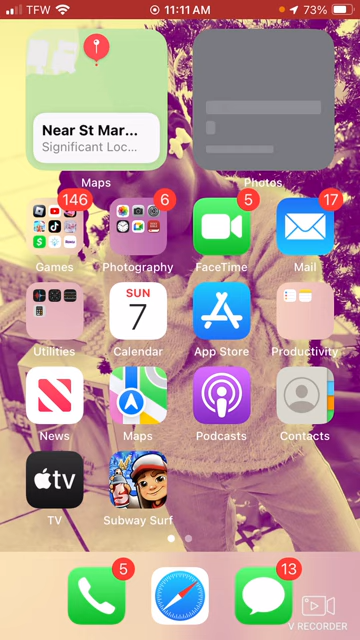 TFW 11:11 AM 73%
Near St Mar...
Significant Loc...
Maps Photos
146 6 5 17
Games Photography FaceTime Mail
SUN
7
Utilities Calendar App Store Productivity
News Maps Podcasts Contacts
tv
TV Subway Surf
5 13
V RECORDER